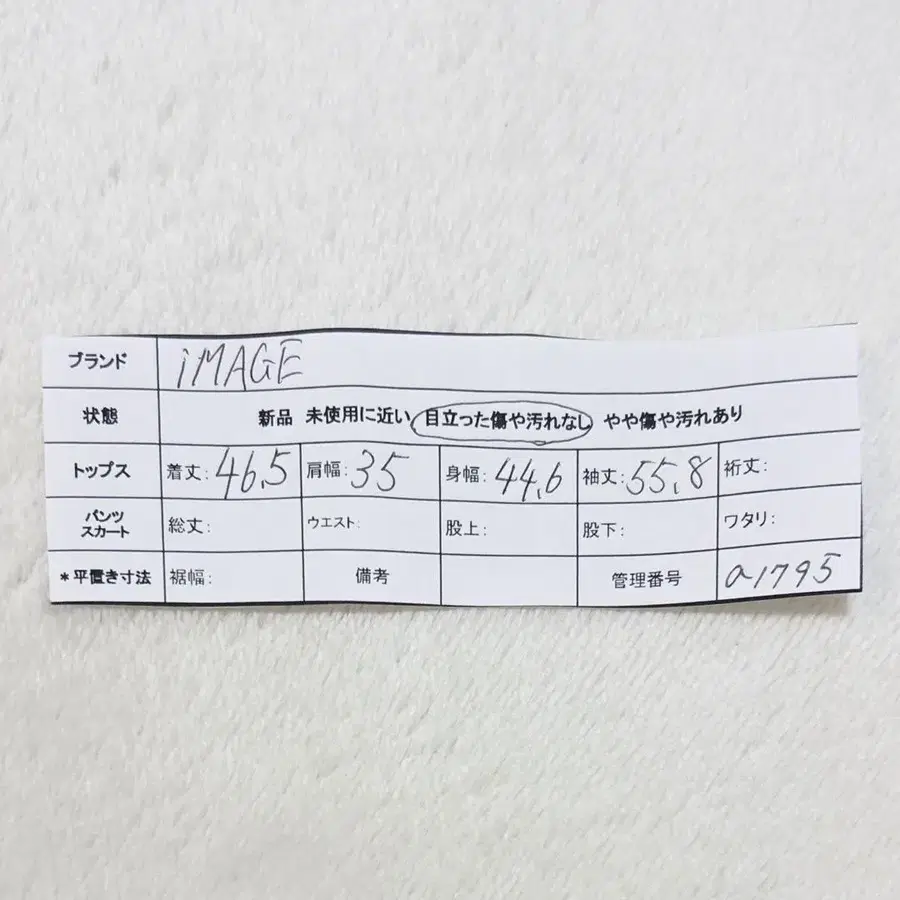 ブランド iMAGE
状態 新品 未使用に近い 目立った傷や汚れなし やや傷や汚れあり
トップス 着丈: 46.5 肩幅: 35 身幅: 44.6 袖丈: 55.8 裄丈:
パンツ
スカート 総丈: ウエスト: 股上: 股下: ワタリ:
*平置き寸法 裾幅: 備考 管理番号 a1795